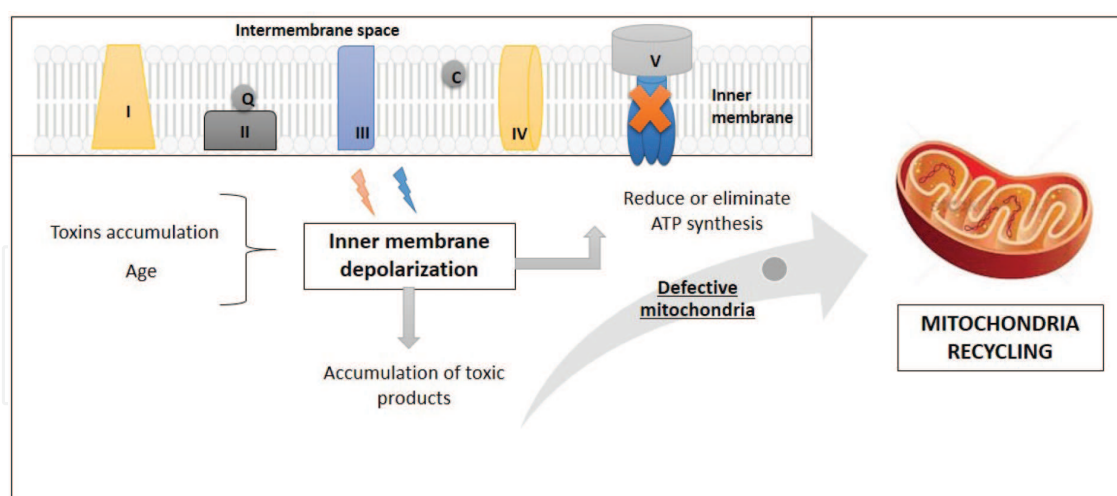 Intermembrane space
I
Q
II
III
C
IV
V
Inner
membrane
Toxins accumulation
Age
Inner membrane
depolarization
Reduce or eliminate
ATP synthesis
Accumulation of toxic
products
Defective
mitochondria
MITOCHONDRIA
RECYCLING